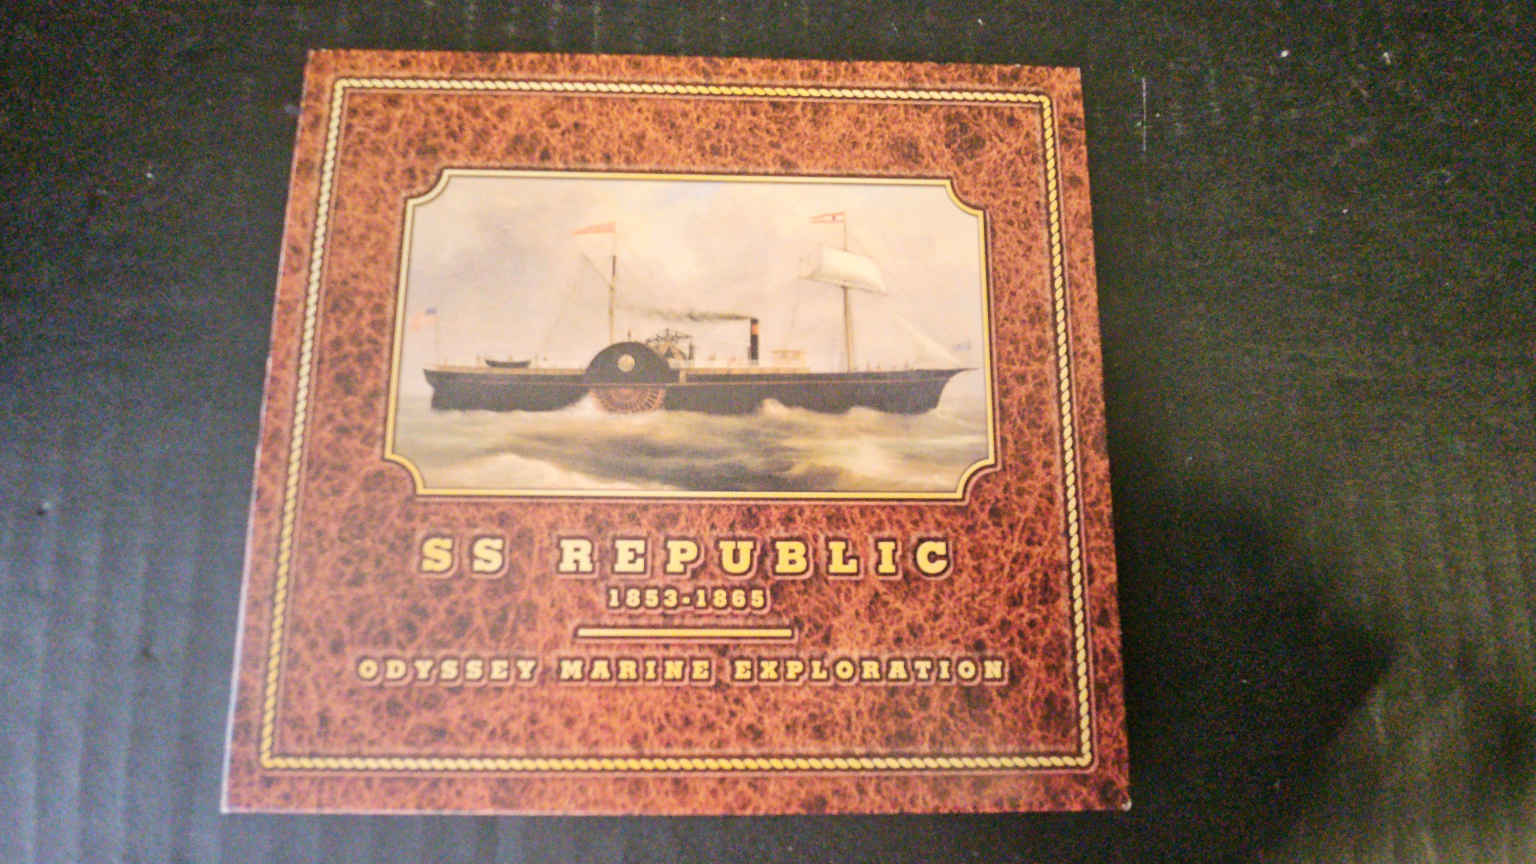 SS REPUBLIC
1853-1865
ODYSSEY MARINE EXPLORATION